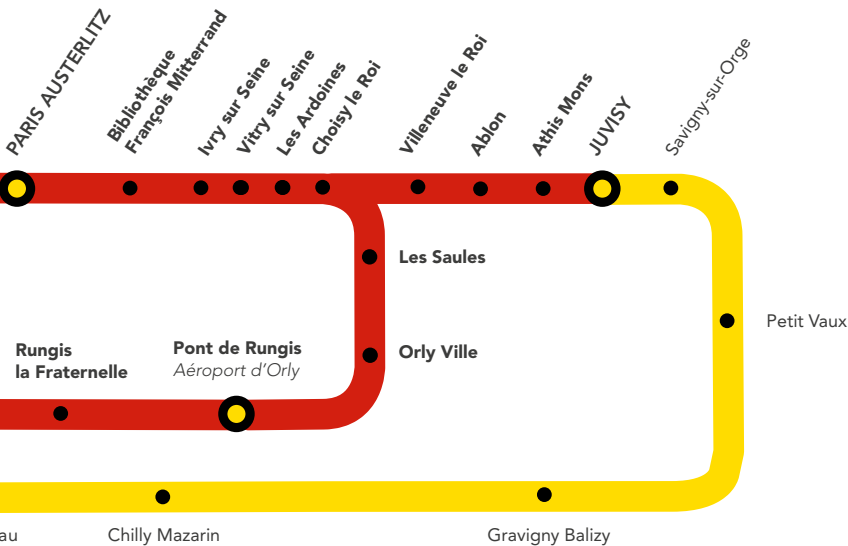 PARIS AUSTERLITZ
Bibliothèque
François Mitterrand
Ivry sur Seine
Vitry sur Seine
Les Ardoines
Choisy le Roi
Villeneuve le Roi
Ablon
Athis Mons
JUVISY
Savigny-sur-Orge
Les Saules
Petit Vaux
Rungis
la Fraternelle
Pont de Rungis
Aéroport d'Orly
Orly Ville
au
Chilly Mazarin
Gravigny Balizy